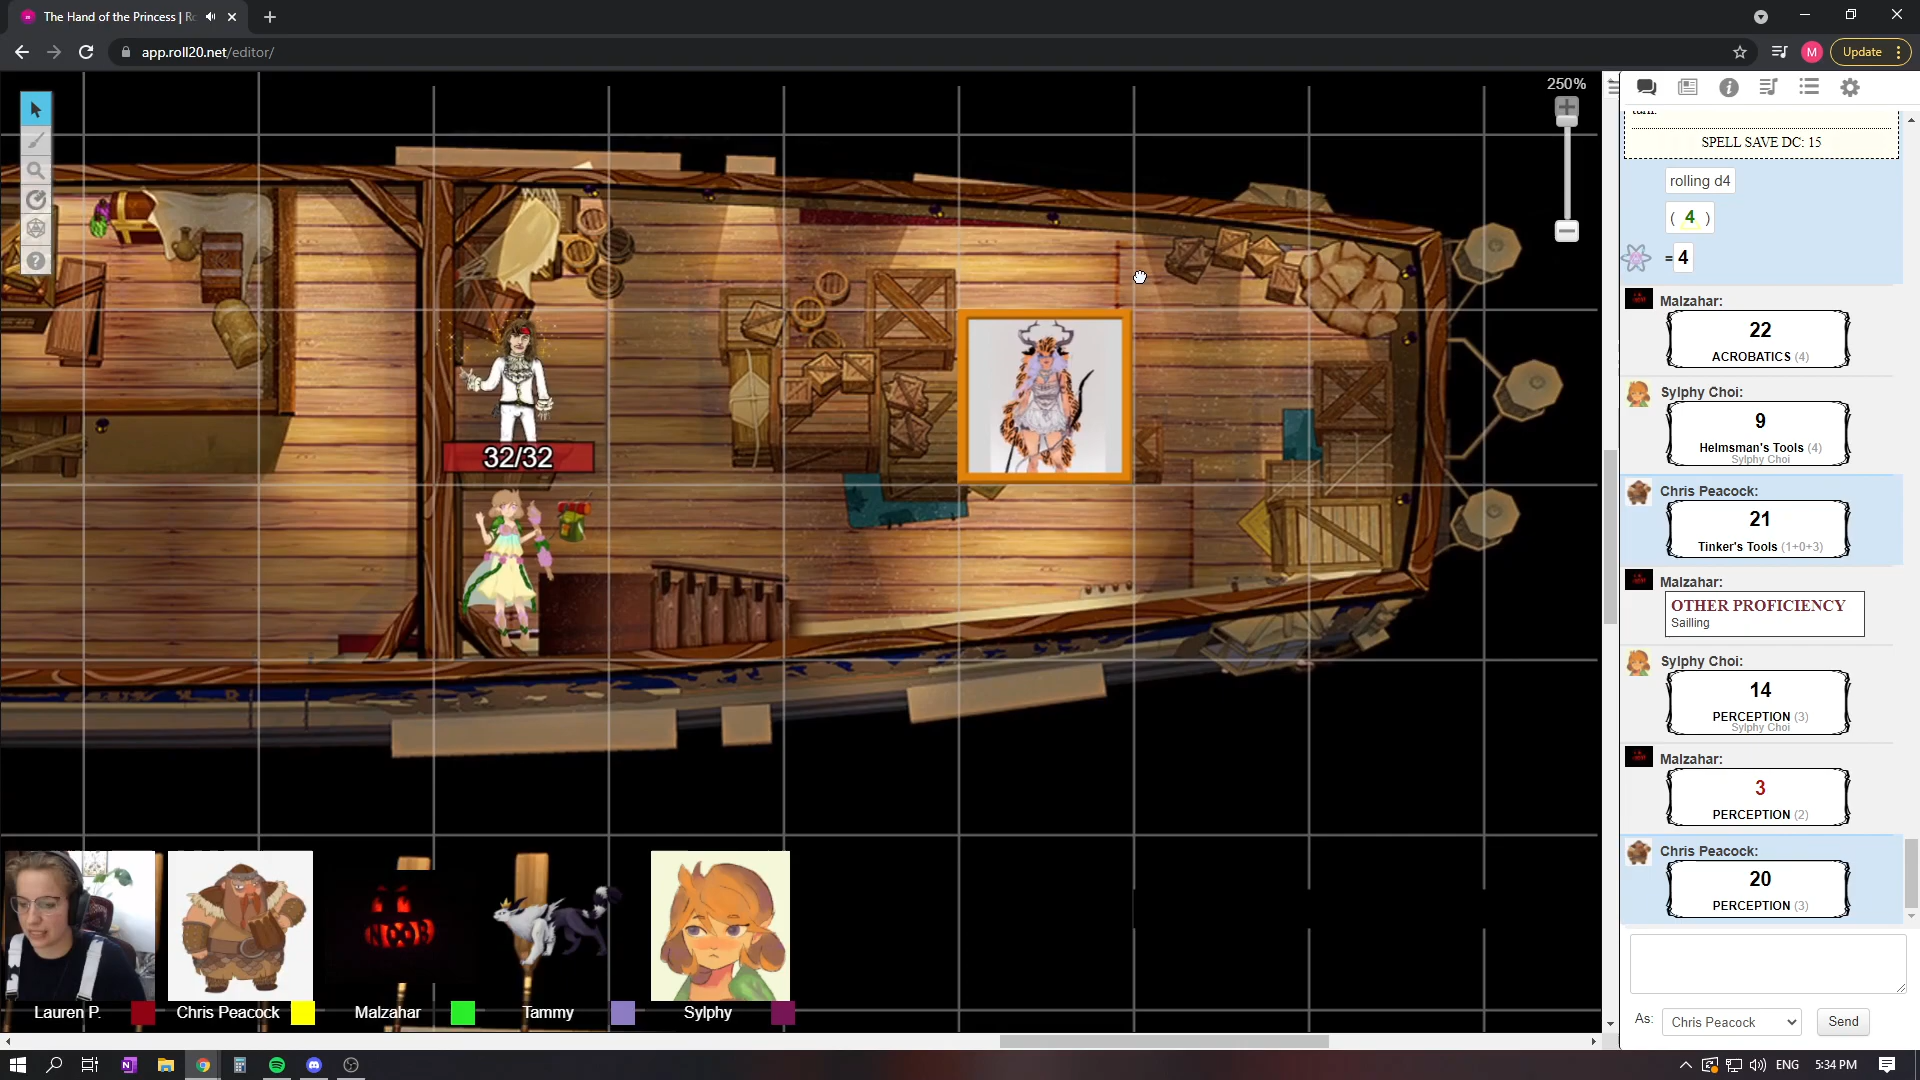 The Hand of the Princess | Ro
app.roll20.net/editor/
M
Update
250%
turn.
SPELL SAVE DC: 15
rolling d4
( 4 )
=4
Malzahar:
22
ACROBATICS (4)
Sylphy Choi:
9
Helmsman's Tools (4)
Sylphy Choi
Chris Peacock:
21
Tinker's Tools (1+0+3)
Malzahar:
OTHER PROFICIENCY
Sailling
Sylphy Choi:
14
PERCEPTION (3)
Sylphy Choi
Malzahar:
3
PERCEPTION (2)
Chris Peacock:
20
PERCEPTION (3)
As:
Chris Peacock
Send
32/32
Lauren P.
Chris Peacock
Malzahar
Tammy
Sylphy
ENG
5:34 PM